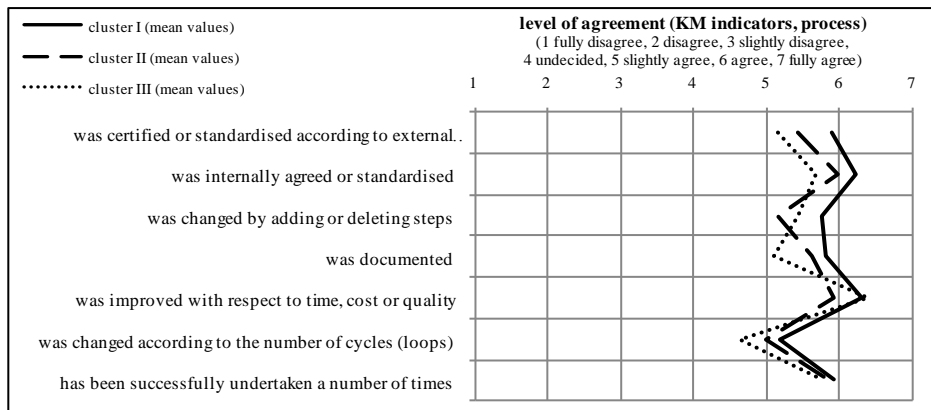 cluster I (mean values)
cluster II (mean values)
cluster III (mean values)
level of agreement (KM indicators, process)
(1 fully disagree, 2 disagree, 3 slightly disagree,
4 undecided, 5 slightly agree, 6 agree, 7 fully agree)
1 2 3 4 5 6 7
was certified or standardised according to external..
was internally agreed or standardised
was changed by adding or deleting steps
was documented
was improved with respect to time, cost or quality
was changed according to the number of cycles (loops)
has been successfully undertaken a number of times